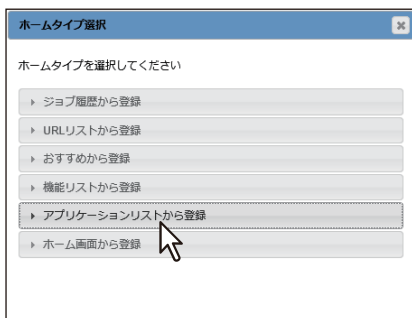 ホームタイプ選択
ホームタイプを選択してください
ジョブ履歴から登録
URLリストから登録
おすすめから登録
機能リストから登録
アプリケーションリストから登録
ホーム画面から登録